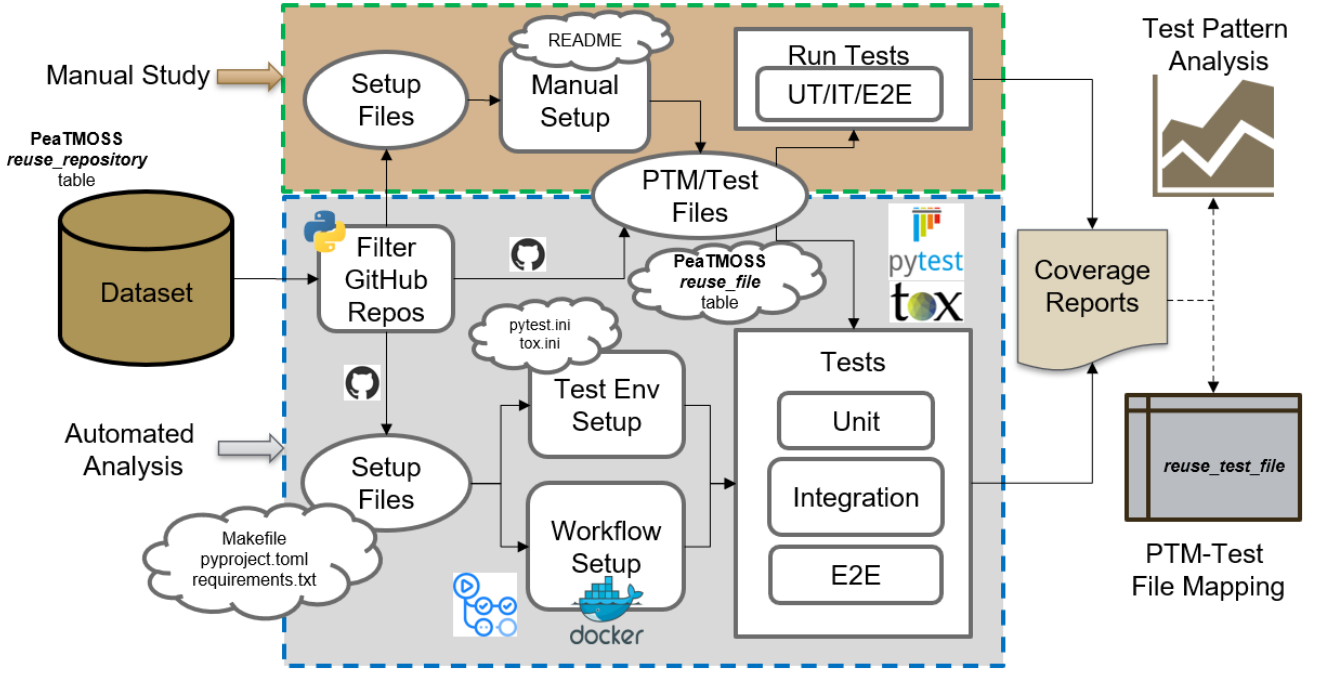 Manual Study
PeaTMOSS
reuse_repository
table
Dataset
Automated
Analysis
Setup
Files
README
Manual
Setup
Run Tests
UT/IT/E2E
PTM/Test
Files
Filter
GitHub
Repos
PeaTMOSS
reuse_file
table
pytest
tox
pytest.ini
tox.ini
Test Env
Setup
Setup
Files
Makefile
pyproject.toml
requirements.txt
Workflow
Setup
docker
Tests
Unit
Integration
E2E
Test Pattern
Analysis
Coverage
Reports
reuse_test_file
PTM-Test
File Mapping